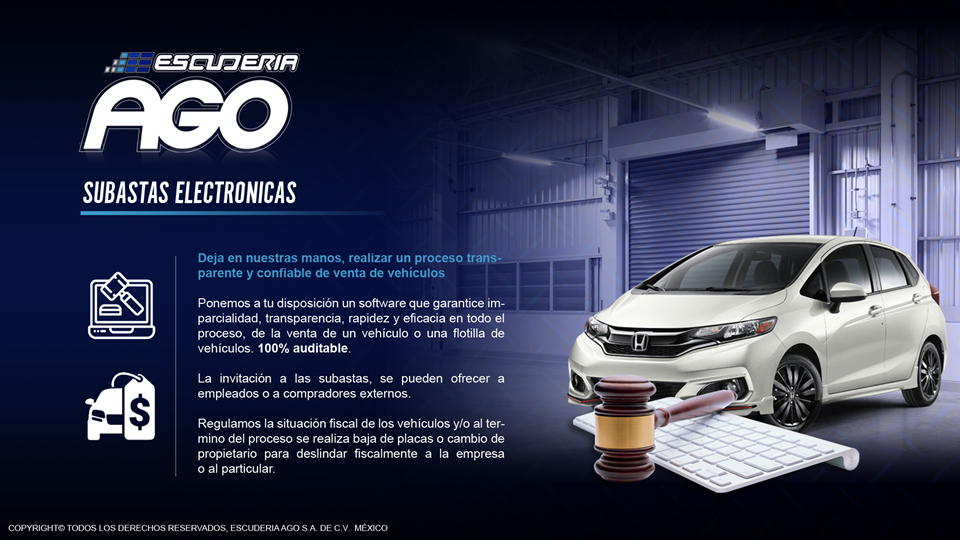 ESCUDERIA
AGO
SUBASTAS ELECTRONICAS
Deja en nuestras manos, realizar un proceso trans-
parente y confiable de venta de vehículos
Ponemos a tu disposición un software que garantice im-
parcialidad, transparencia, rapidez y eficacia en todo el
proceso, de la venta de un vehículo o una flotilla de
vehículos. 100% auditable.
La invitación a las subastas, se pueden ofrecer a
empleados o a compradores externos.
$
Regulamos la situación fiscal de los vehículos y/o al ter-
mino del proceso se realiza baja de placas o cambio de
propietario para deslindar fiscalmente a la empresa
o al particular.
COPYRIGHT© TODOS LOS DERECHOS RESERVADOS, ESCUDERIA AGO S.A. DE C.V. MÉXICO